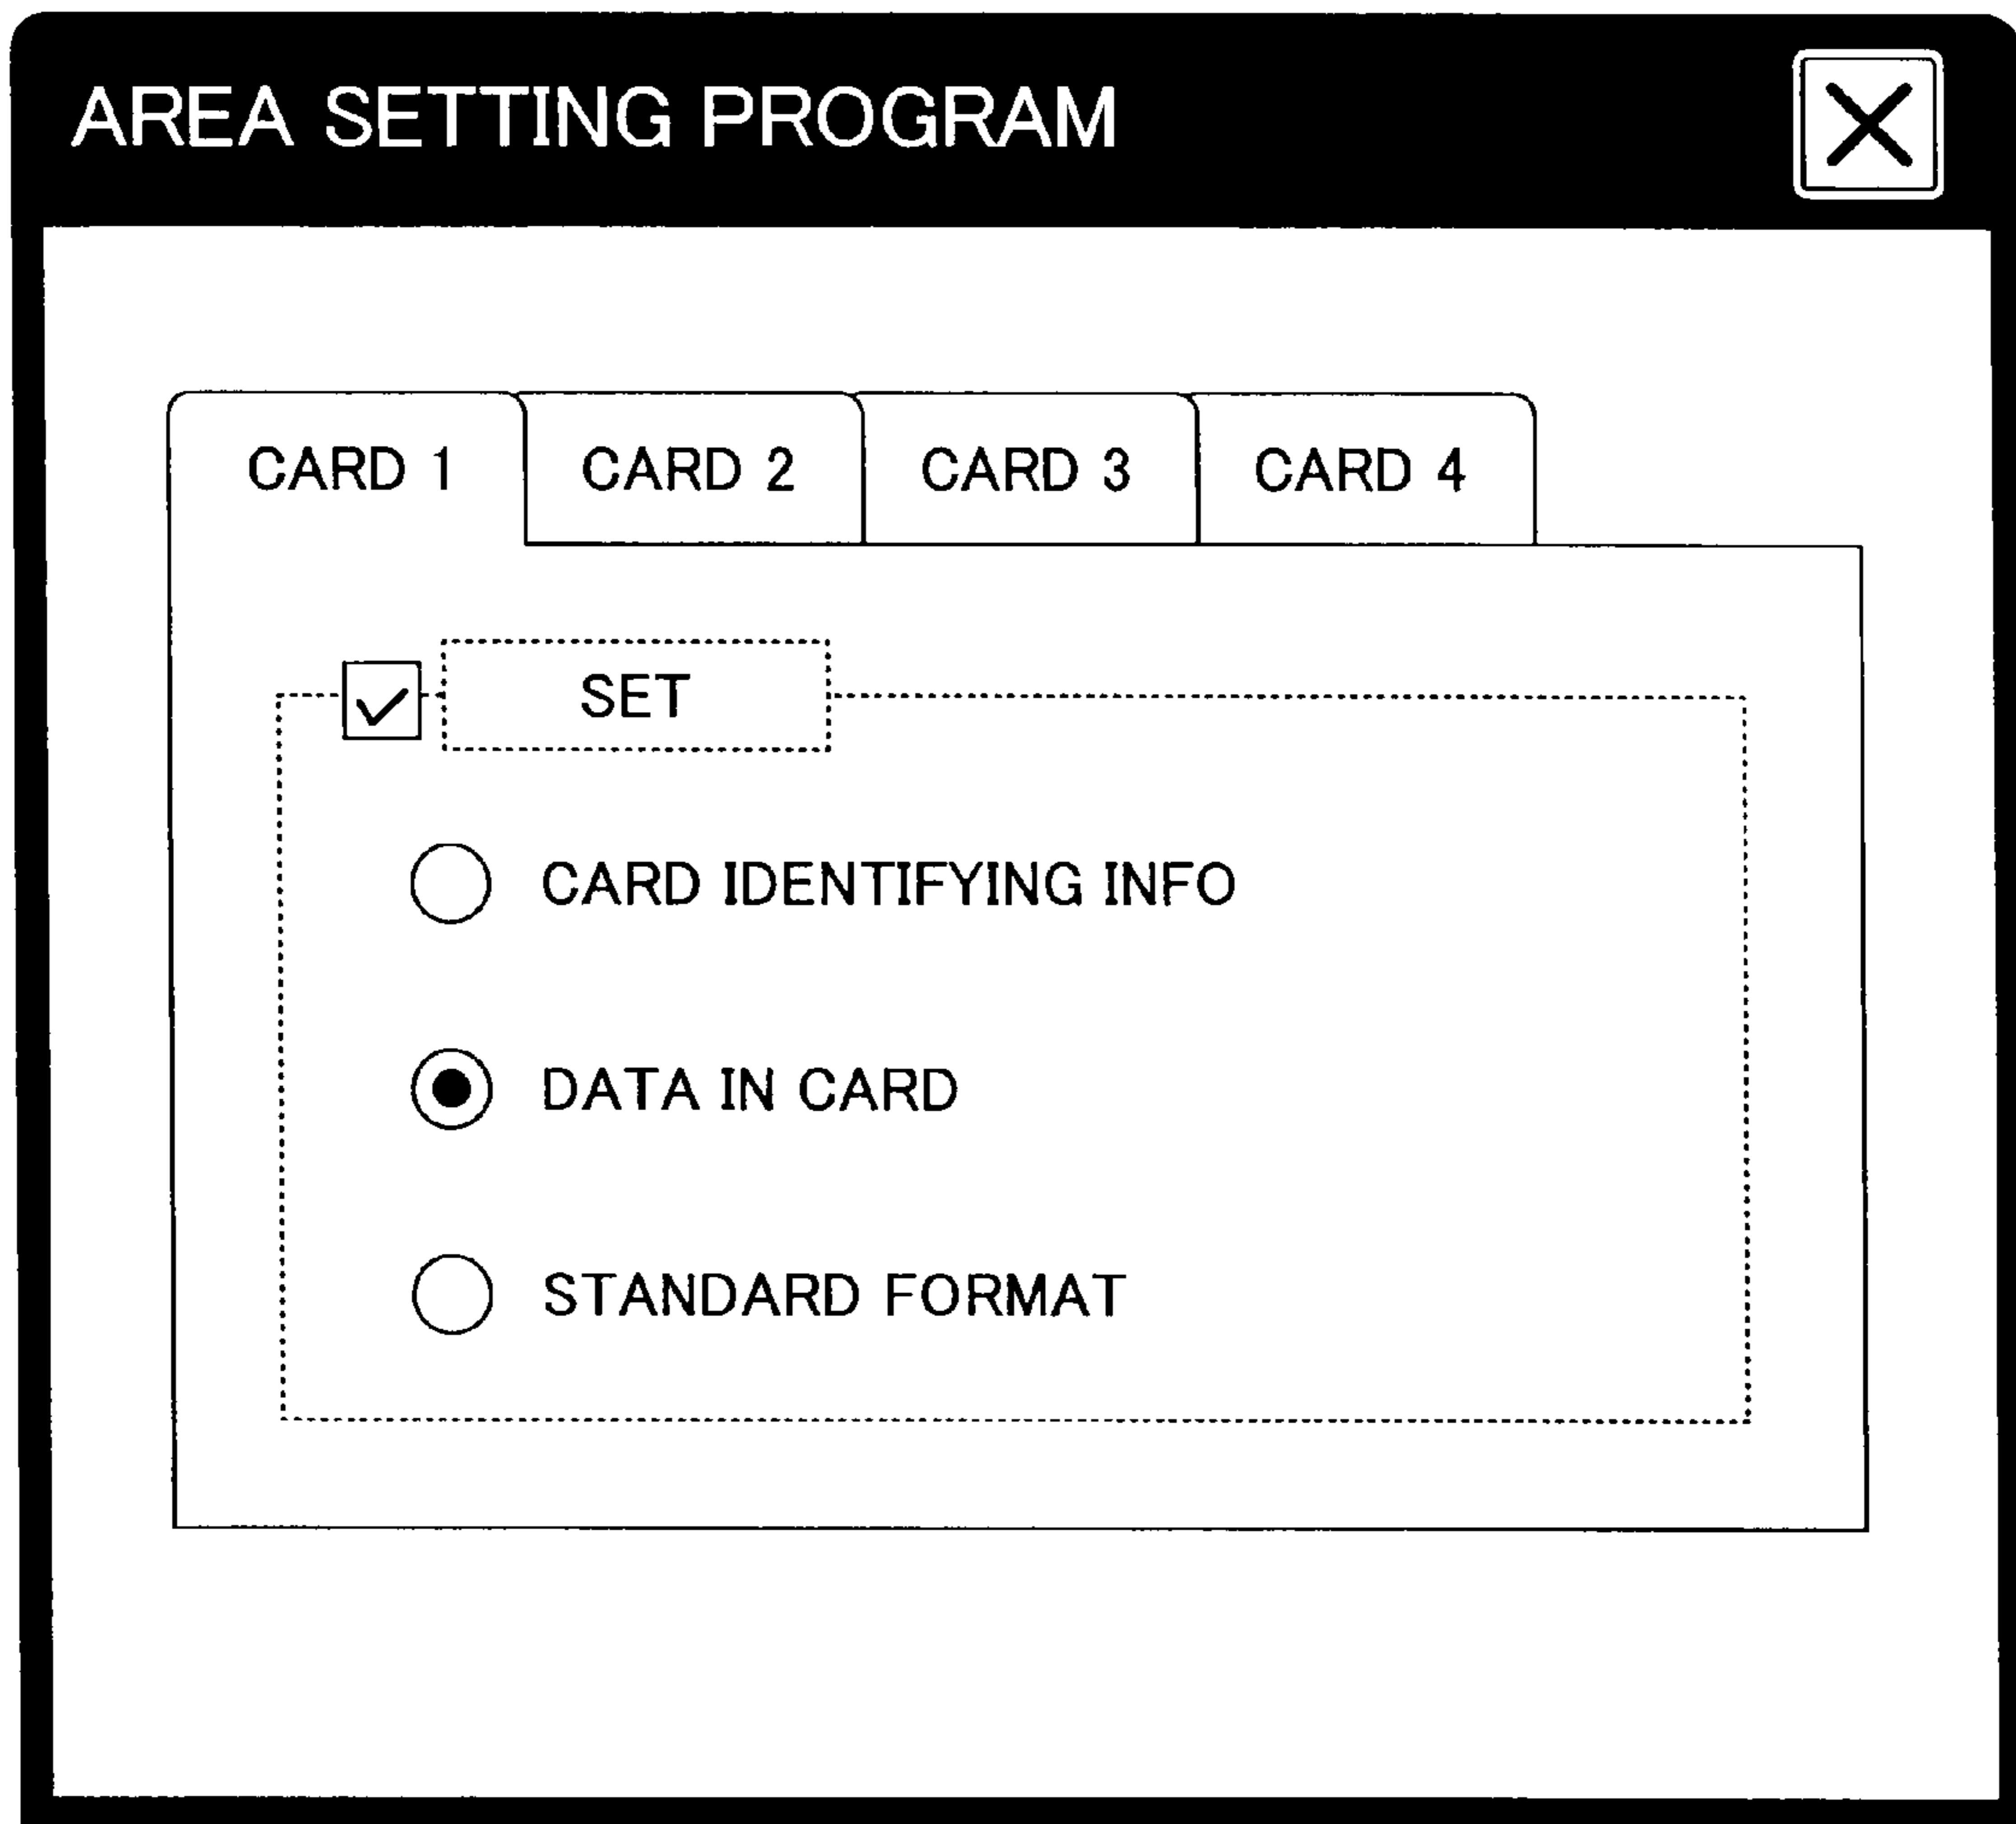 AREA SETTING PROGRAM
CARD 1 CARD 2 CARD 3 CARD 4
SET
CARD IDENTIFYING INFO
DATA IN CARD
STANDARD FORMAT